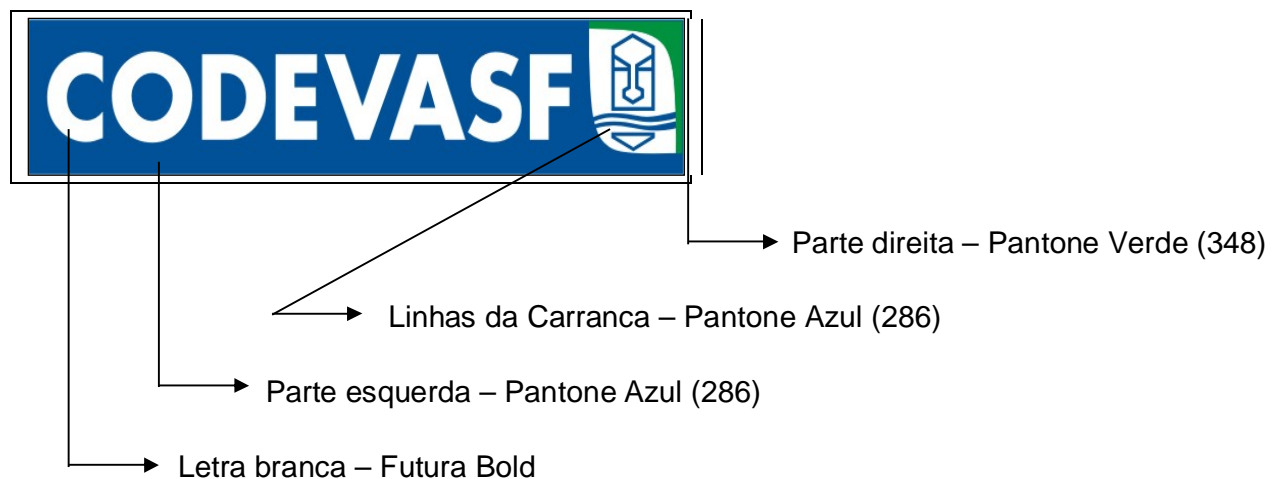 CODEVASF
Parte direita – Pantone Verde (348)
Linhas da Carranca – Pantone Azul (286)
Parte esquerda – Pantone Azul (286)
Letra branca – Futura Bold